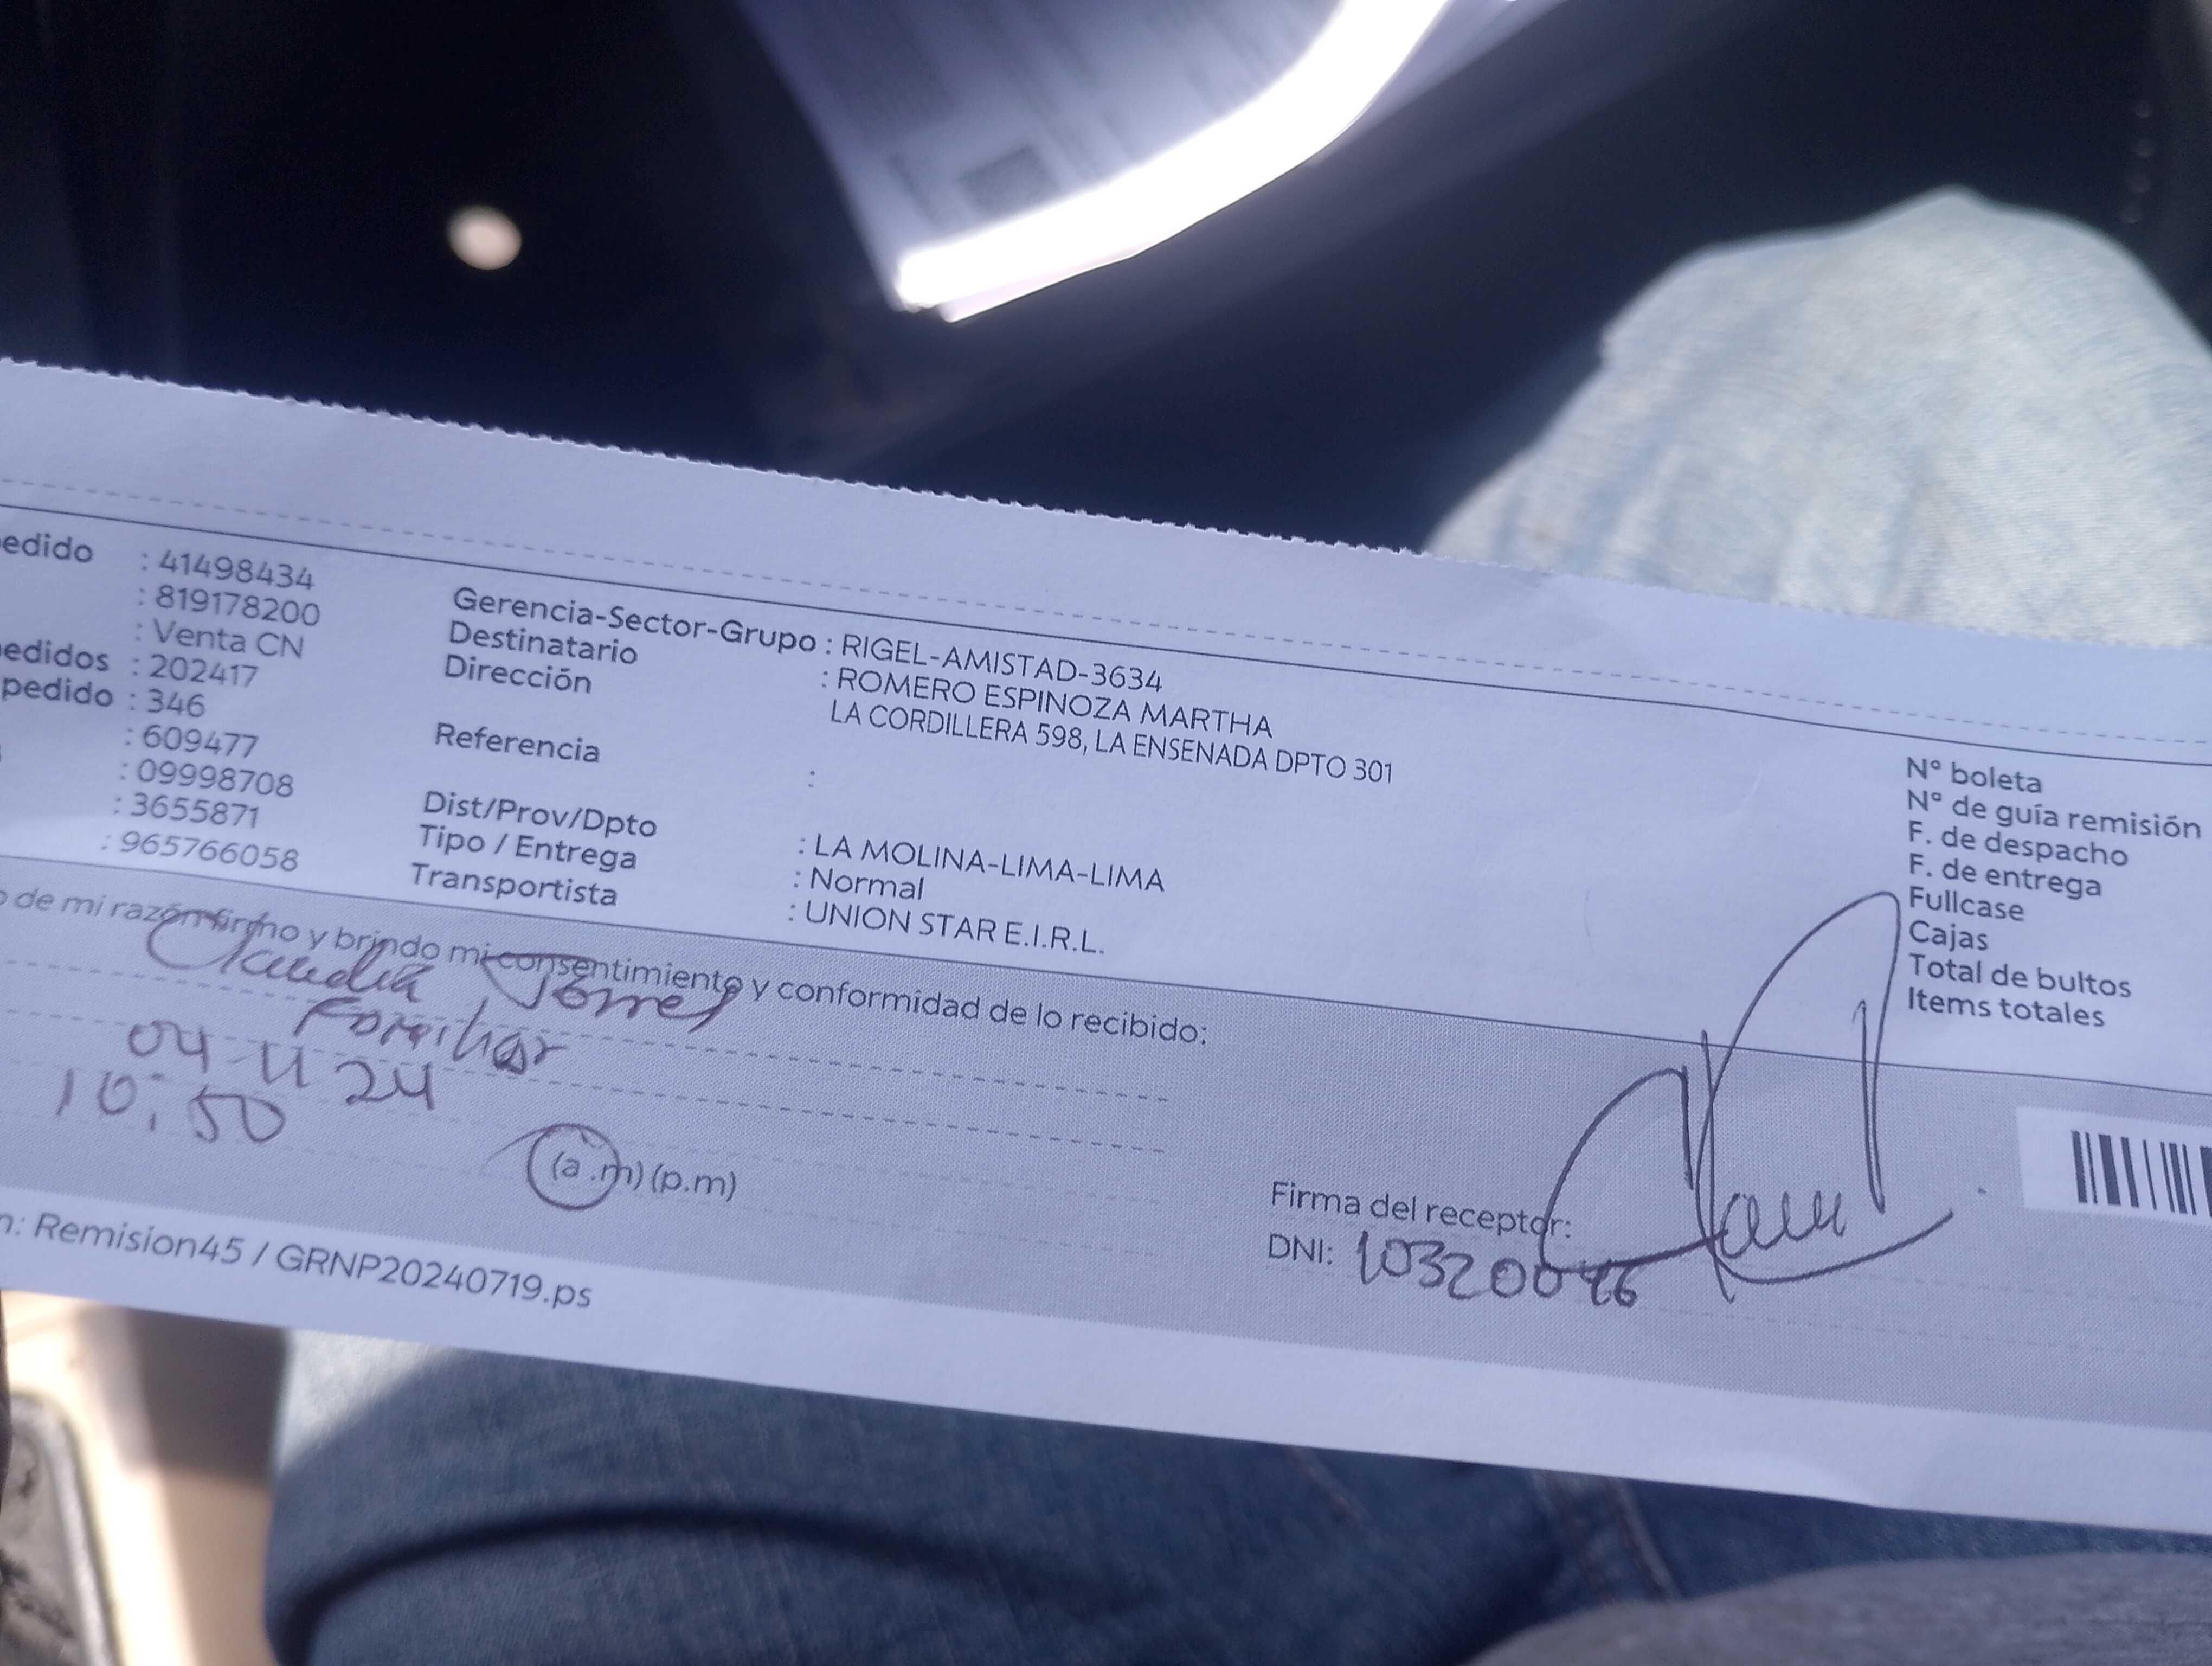 edido : 41498434
: 819178200
: Venta CN
edidos : 202417
pedido : 346
: 609477
: 09998708
: 3655871
: 965766058
Gerencia-Sector-Grupo : RIGEL-AMISTAD-3634
Destinatario : ROMERO ESPINOZA MARTHA
Dirección LA CORDILLERA 598, LA ENSENADA DPTO 301
Referencia :
Dist/Prov/Dpto : LA MOLINA-LIMA-LIMA
Tipo / Entrega : Normal
Transportista : UNION STAR E.I.R.L.
Nº boleta
Nº de guía remisión
F. de despacho
F. de entrega
Fullcase
Cajas
Total de bultos
Items totales
o de mi razón firmo y brindo mi consentimiento y conformidad de lo recibido:
Claudia Torres
Familiar
04 11 24
10:50
(a.m) (p.m)
Firma del receptor:
DNI:
n: Remision45 / GRNP20240719.ps